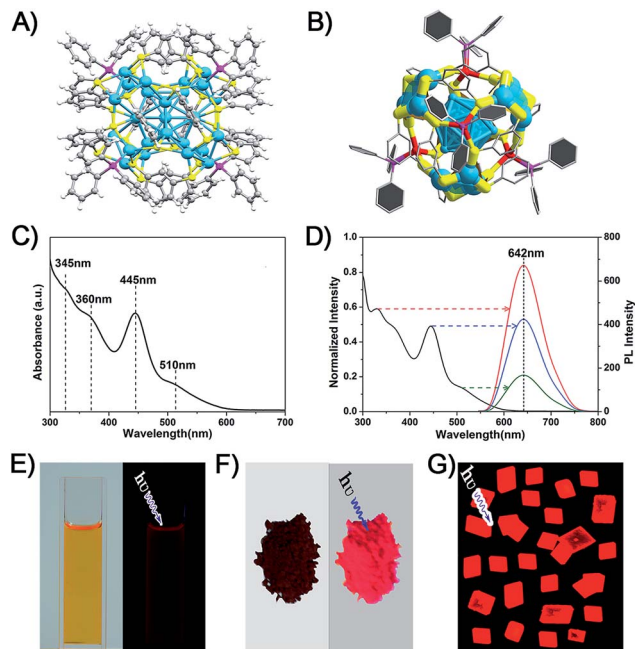 A)
B)
C)
345nm
360nm
445nm
510nm
Absorbance (a.u.)
300 400 500 600 700
Wavelength(nm)
D)
642nm
1.0
0.8
0.6
0.4
0.2
0.0
Normalized Intensity
800
600
400
200
0
PL Intensity
300 400 500 600 700 800
Wavelength(nm)
E)
hυ
F)
hυ
G)
hυ